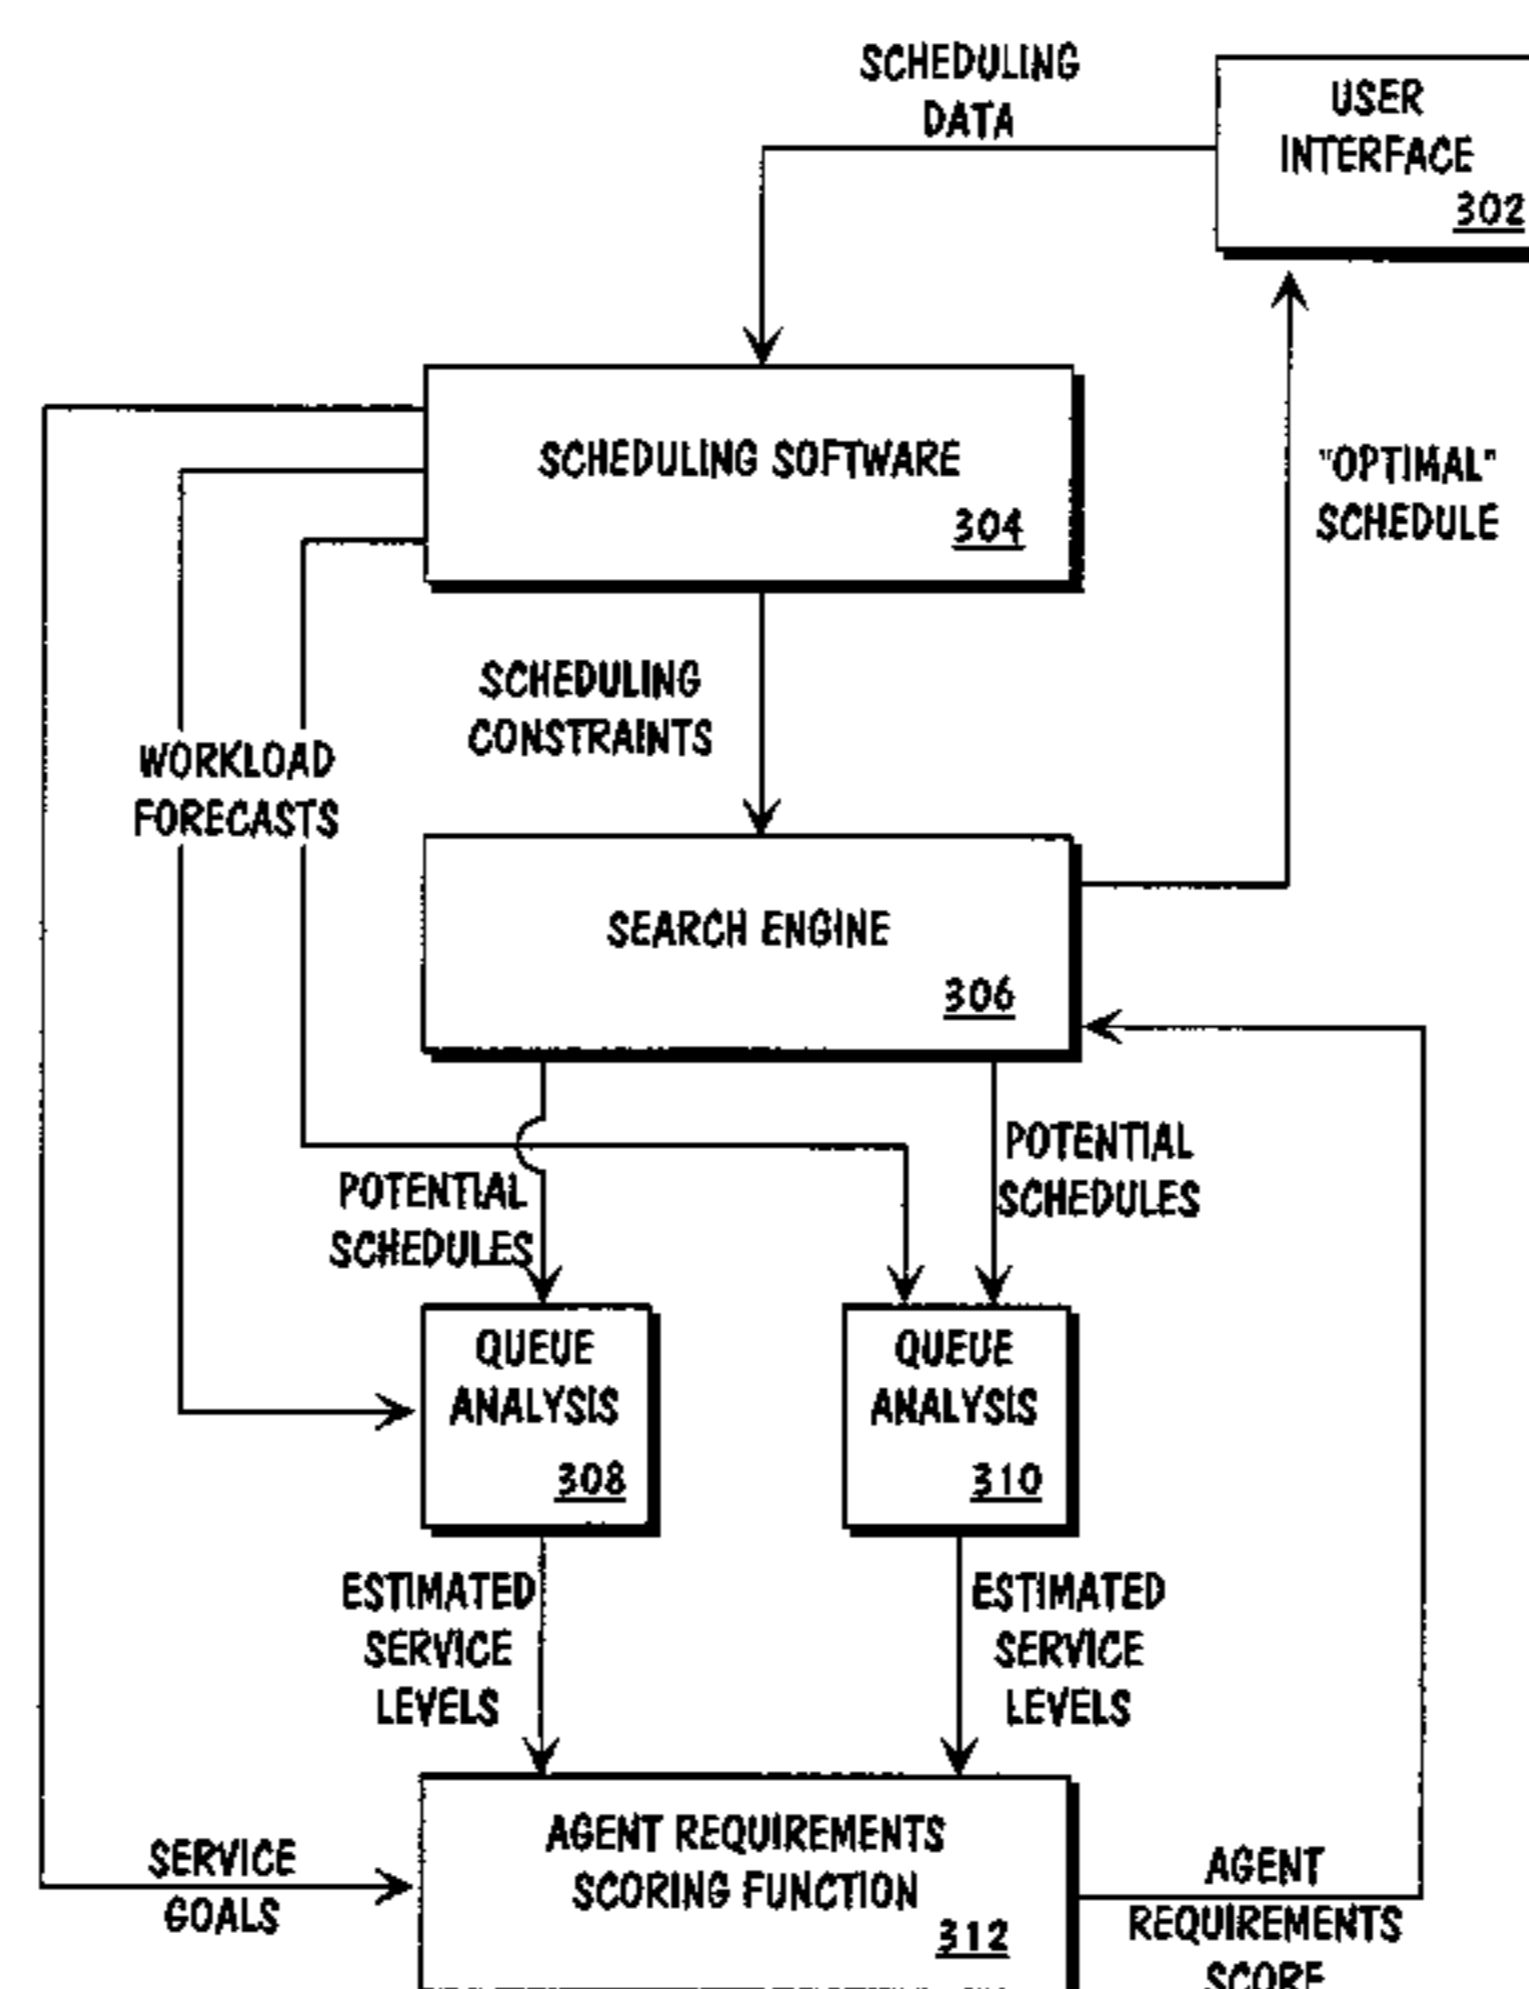 SCHEDULING
DATA
USER
INTERFACE
302
SCHEDULING SOFTWARE
304
"OPTIMAL"
SCHEDULE
SCHEDULING
CONSTRAINTS
WORKLOAD
FORECASTS
SEARCH ENGINE
306
POTENTIAL
SCHEDULES
POTENTIAL
SCHEDULES
QUEUE
ANALYSIS
308
QUEUE
ANALYSIS
310
ESTIMATED
SERVICE
LEVELS
ESTIMATED
SERVICE
LEVELS
SERVICE
GOALS
AGENT REQUIREMENTS
SCORING FUNCTION
312
AGENT
REQUIREMENTS
SCORE